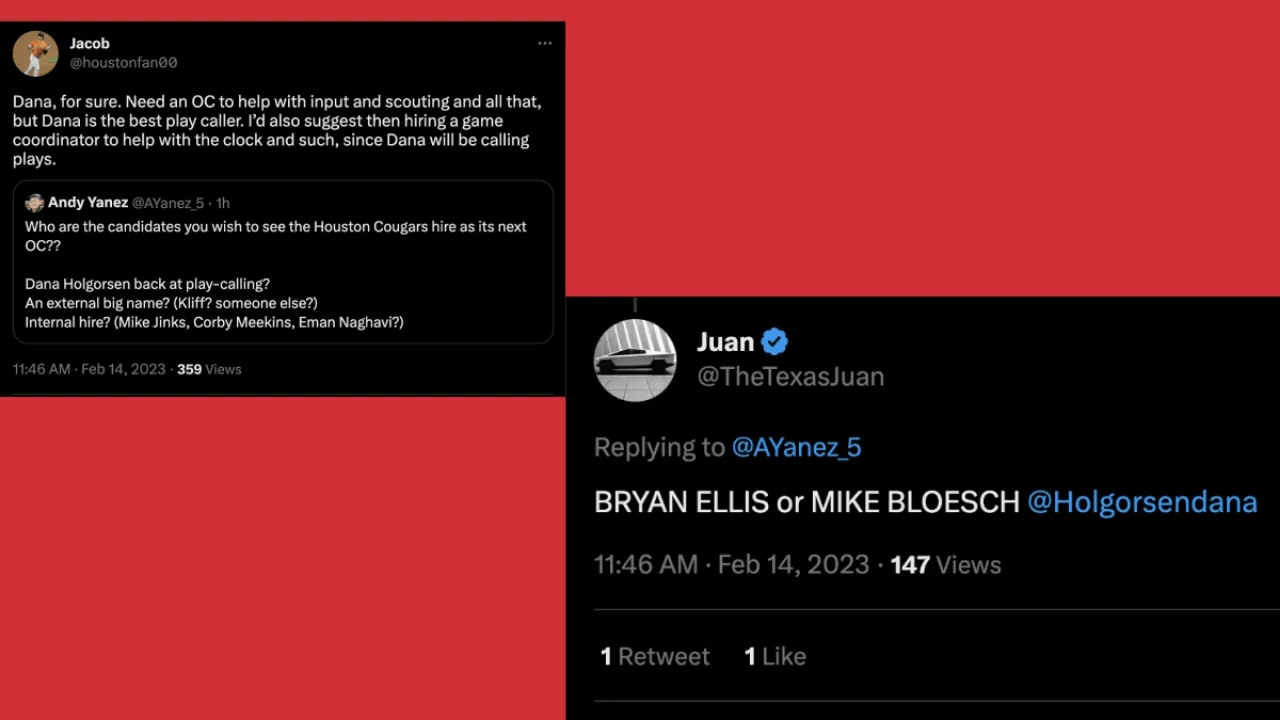 Jacob
@houstonfan00
Dana, for sure. Need an OC to help with input and scouting and all that,
but Dana is the best play caller. I'd also suggest then hiring a game
coordinator to help with the clock and such, since Dana will be calling
plays.
Andy Yanez @AYanez_5 · 1h
Who are the candidates you wish to see the Houston Cougars hire as its next
OC??
Dana Holgorsen back at play-calling?
An external big name? (Kliff? someone else?)
Internal hire? (Mike Jinks, Corby Meekins, Eman Naghavi?)
11:46 AM · Feb 14, 2023 · 359 Views
Juan
@TheTexasJuan
Replying to @AYanez_5
BRYAN ELLIS or MIKE BLOESCH @Holgorsendana
11:46 AM · Feb 14, 2023 · 147 Views
1 Retweet 1 Like